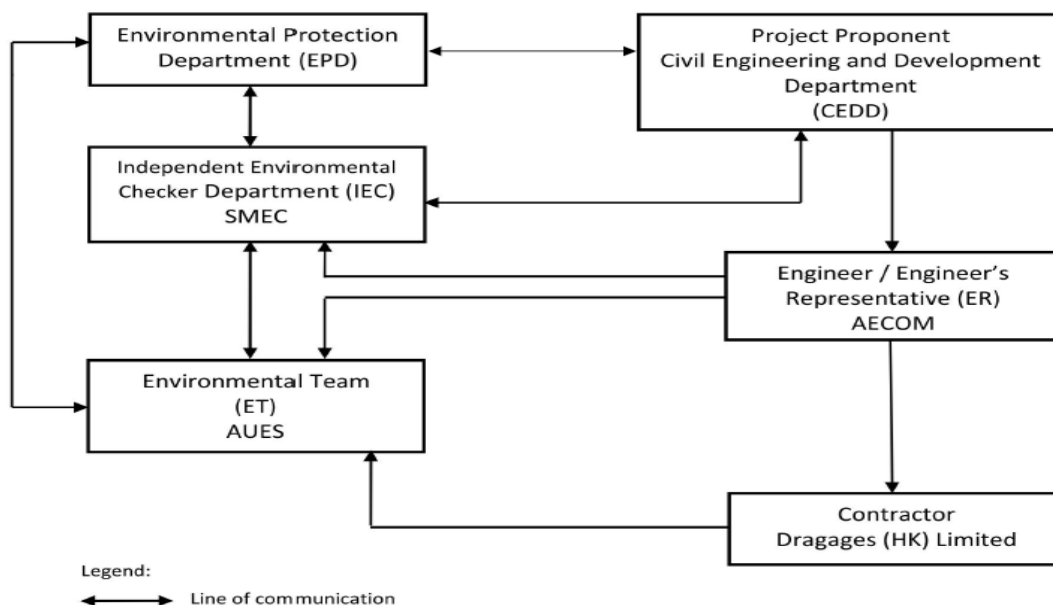 Environmental Protection
Department (EPD)
Project Proponent
Civil Engineering and Development
Department
(CEDD)
Independent Environmental
Checker Department (IEC)
SMEC
Engineer / Engineer's
Representative (ER)
AECOM
Environmental Team
(ET)
AUES
Contractor
Dragages (HK) Limited
Legend:
Line of communication